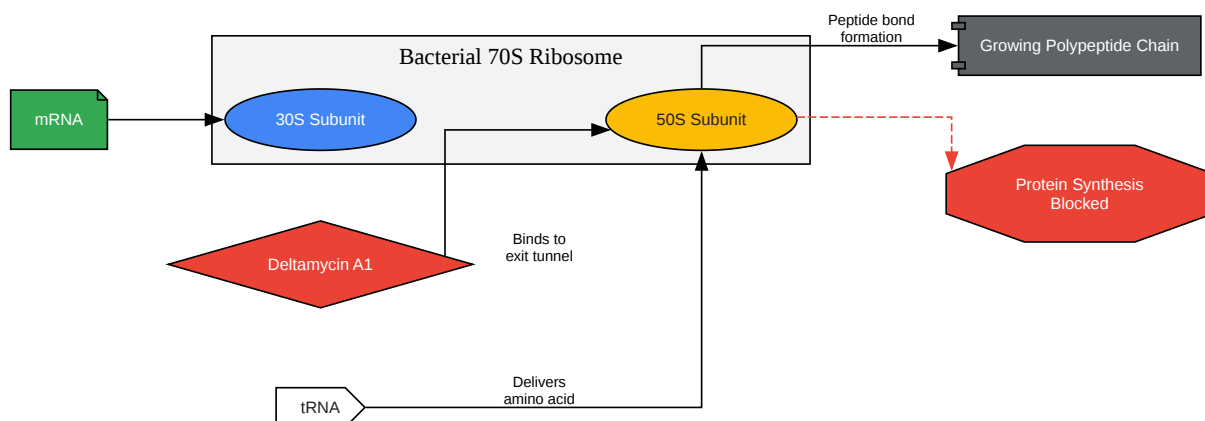 Peptide bond
formation
Growing Polypeptide Chain
Bacterial 70S Ribosome
mRNA
30S Subunit
50S Subunit
Protein Synthesis
Blocked
Deltamycin A1
Binds to
exit tunnel
Delivers
amino acid
tRNA